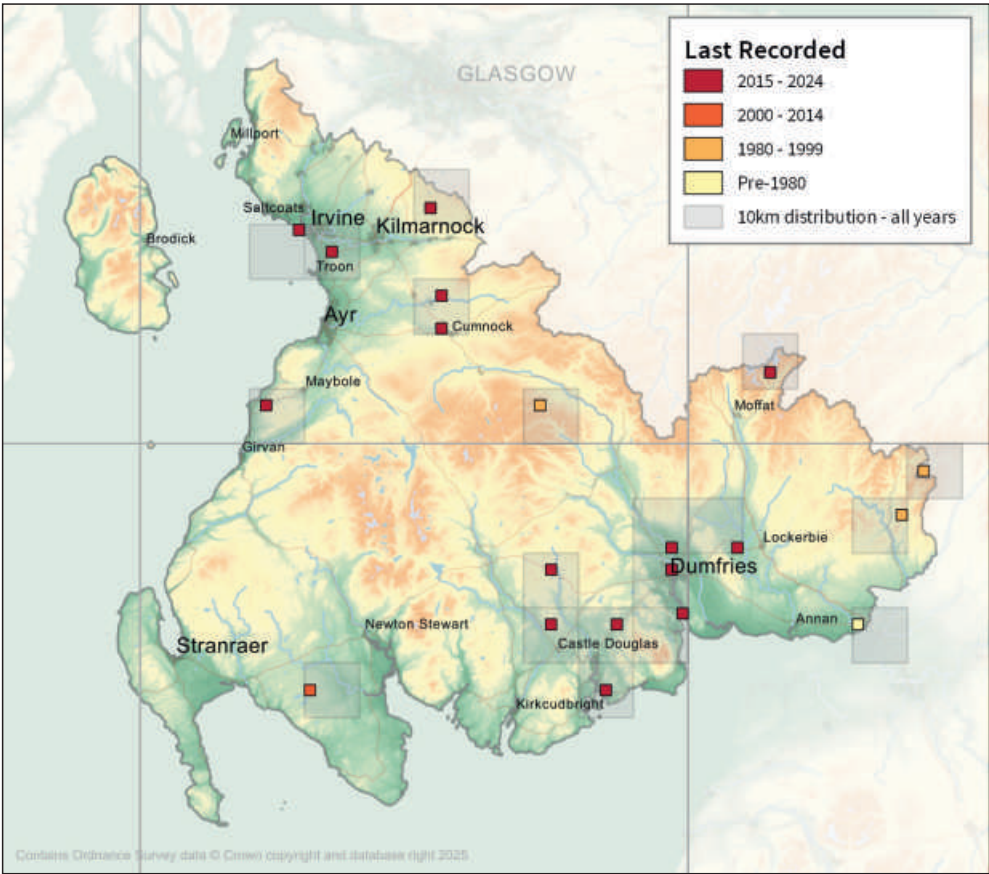 GLASGOW
Last Recorded
2015 - 2024
2000 - 2014
1980 - 1999
Pre-1980
10km distribution - all years
Millport
Saltcoats
Irvine
Kilmarnock
Brodick
Troon
Ayr
Cumnock
Maybole
Moffat
Girvan
Lockerbie
Dumfries
Newton Stewart
Annan
Stranraer
Castle Douglas
Kirkcudbright
Contains Ordnance Survey data © Crown copyright and database right 2025